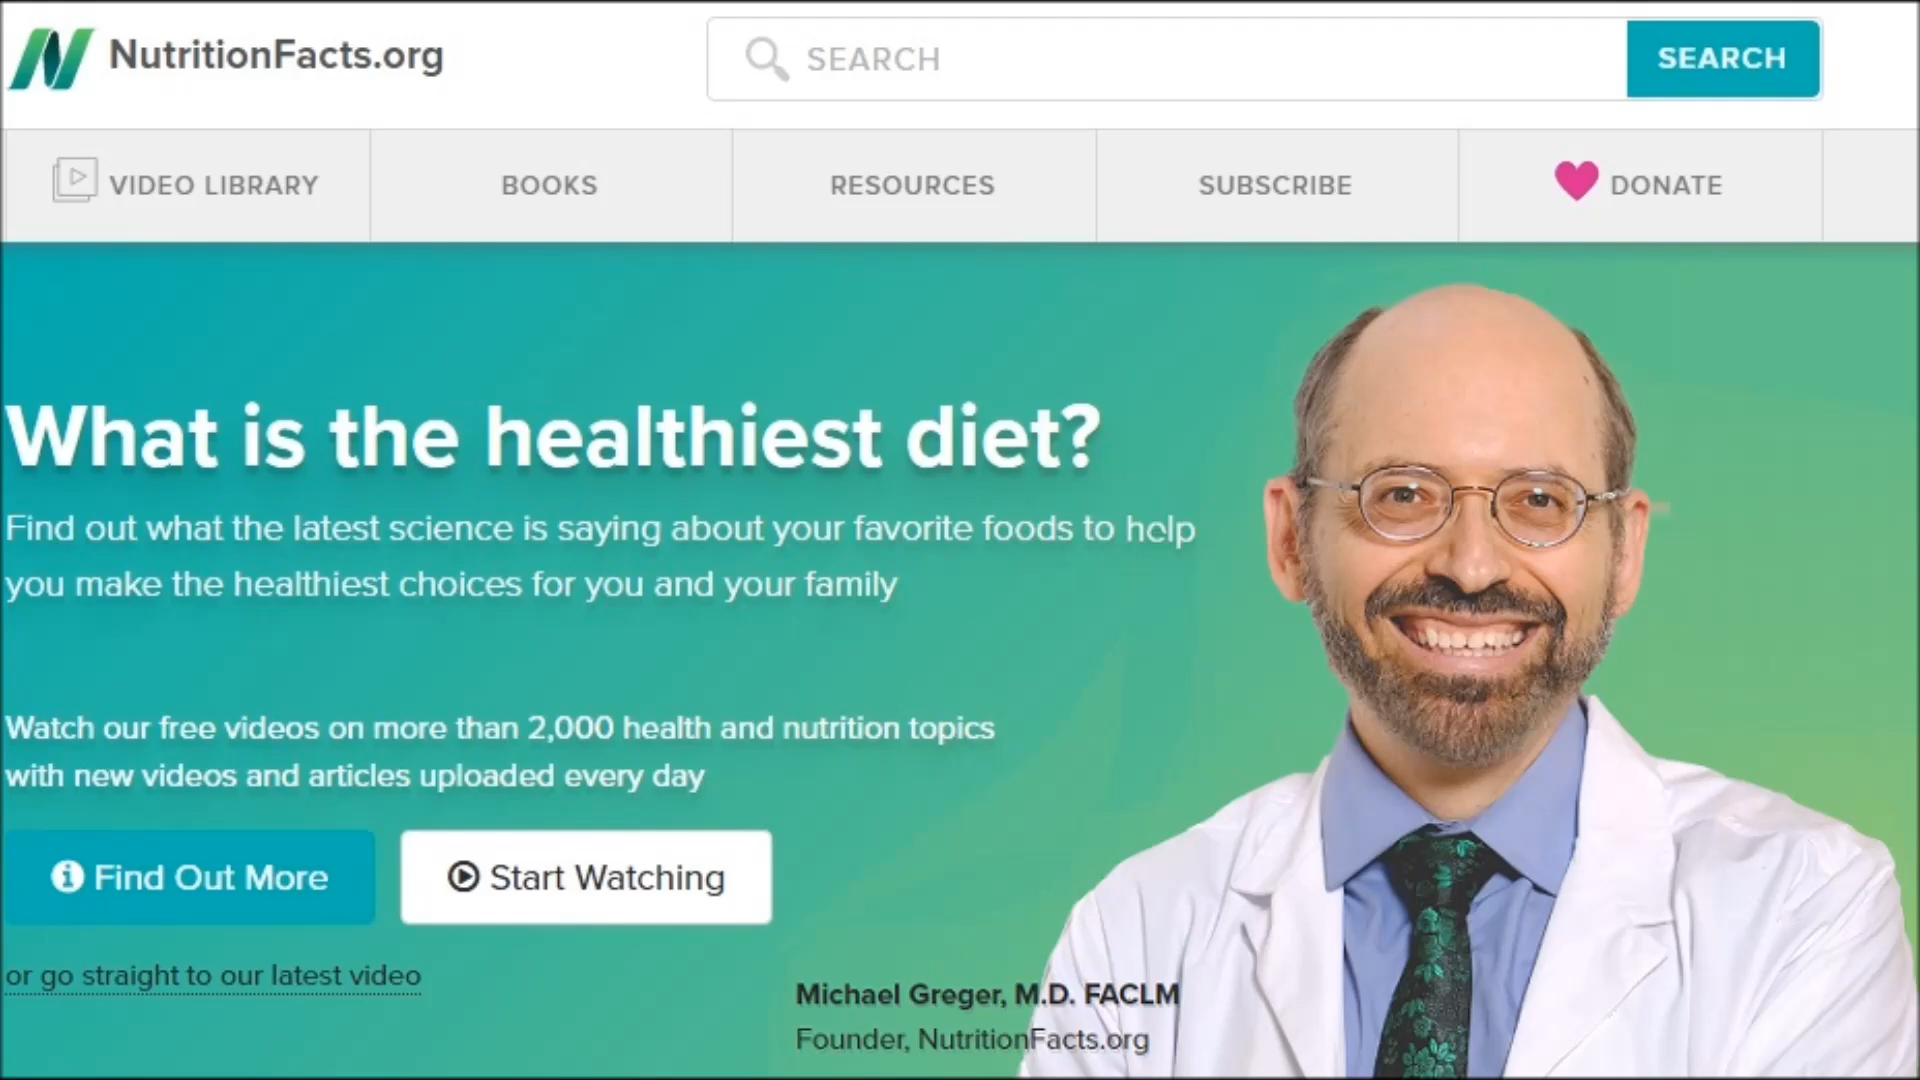 NutritionFacts.org
SEARCH
SEARCH
VIDEO LIBRARY
BOOKS
RESOURCES
SUBSCRIBE
DONATE
What is the healthiest diet?
Find out what the latest science is saying about your favorite foods to help
you make the healthiest choices for you and your family
Watch our free videos on more than 2,000 health and nutrition topics
with new videos and articles uploaded every day
Find Out More
Start Watching
or go straight to our latest video
Michael Greger, M.D. FACLM
Founder, NutritionFacts.org